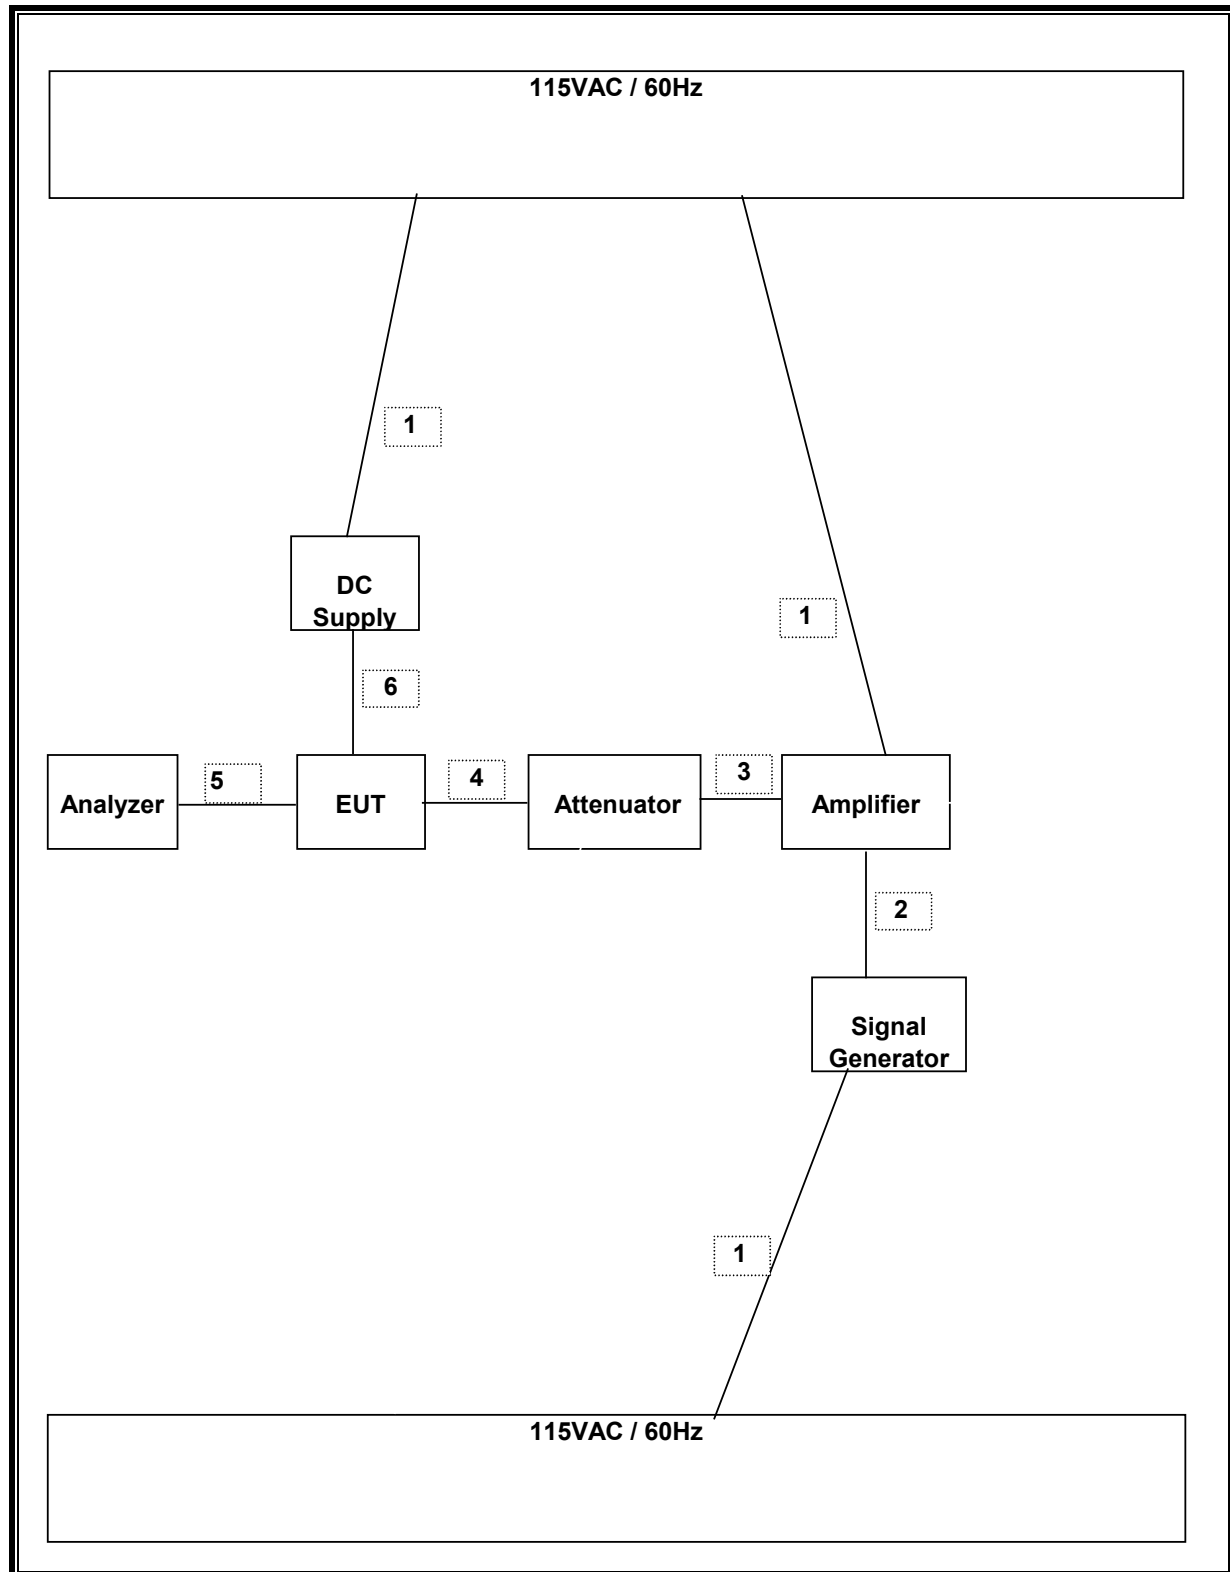 115VAC / 60Hz
1
DC
Supply
1
6
Analyzer
5
EUT
4
Attenuator
3
Amplifier
2
Signal
Generator
1
115VAC / 60Hz